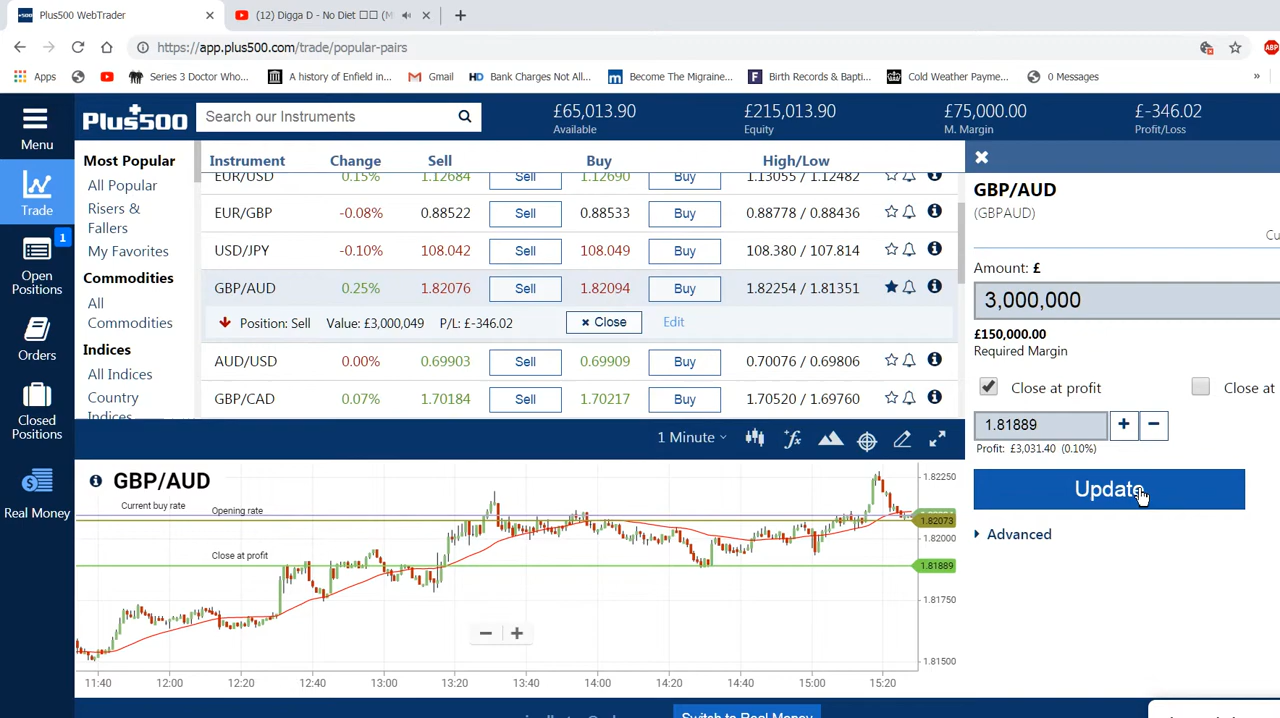 Plus500 WebTrader
(12) Digga D - No Diet
https://app.plus500.com/trade/popular-pairs
ABP
Apps
Series 3 Doctor Who...
A history of Enfield in...
Gmail
HD Bank Charges Not All...
Become The Migraine...
Birth Records & Bapti...
Cold Weather Payme...
0 Messages
»
Menu
Plus500
Search our Instruments
£65,013.90
Available
£215,013.90
Equity
£75,000.00
M. Margin
£-346.02
Profit/Loss
Trade
1
Open Positions
Orders
Closed Positions
Real Money
Most Popular
All Popular
Risers & Fallers
My Favorites
Commodities
All Commodities
Indices
All Indices
Country Indices
Instrument Change Sell Buy High/Low
EUR/USD 0.15% 1.12684 Sell 1.12690 Buy 1.13055 / 1.12482
EUR/GBP -0.08% 0.88522 Sell 0.88533 Buy 0.88778 / 0.88436
USD/JPY -0.10% 108.042 Sell 108.049 Buy 108.380 / 107.814
GBP/AUD 0.25% 1.82076 Sell 1.82094 Buy 1.82254 / 1.81351
Position: Sell Value: £3,000,049 P/L: £-346.02 × Close Edit
AUD/USD 0.00% 0.69903 Sell 0.69909 Buy 0.70076 / 0.69806
GBP/CAD 0.07% 1.70184 Sell 1.70217 Buy 1.70520 / 1.69760
1 Minute
GBP/AUD
Current buy rate
Opening rate
Close at profit
1.82250
1.82073
1.82000
1.81889
1.81750
1.81500
11:40 12:00 12:20 12:40 13:00 13:20 13:40 14:00 14:20 14:40 15:00 15:20
Switch to Real Money
GBP/AUD
(GBPAUD)
Cu
Amount: £
3,000,000
£150,000.00
Required Margin
Close at profit
Close at
1.81889
+
−
Profit: £3,031.40 (0.10%)
Update
Advanced